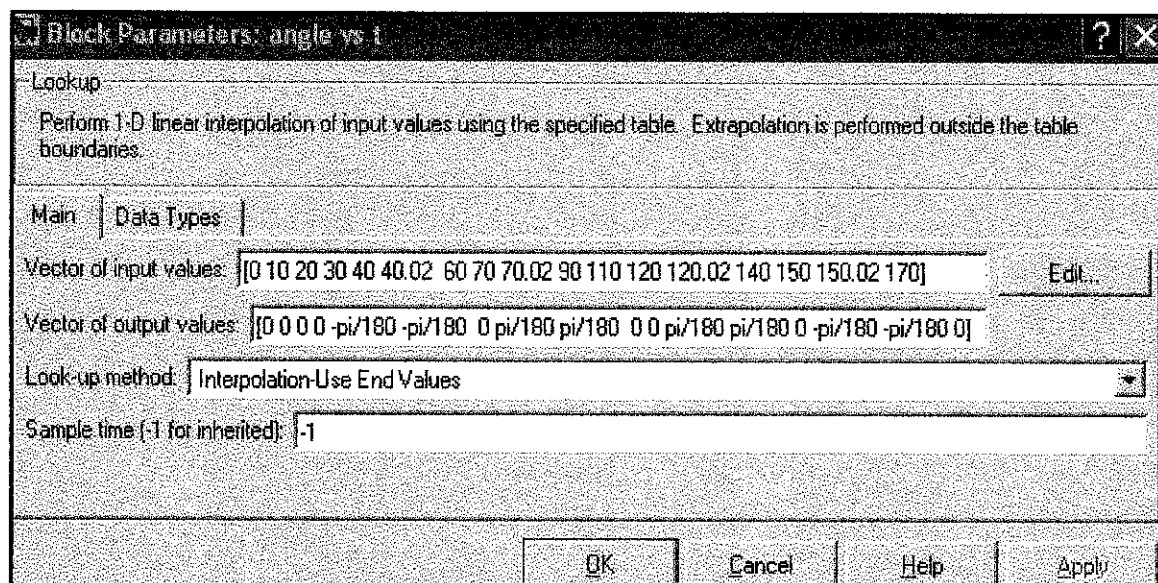 Block Parameters: angle vs t
Lookup
Perform 1-D linear interpolation of input values using the specified table. Extrapolation is performed outside the table
boundaries.
Main Data Types
Vector of input values: [0 10 20 30 40 40.02 60 70 70.02 90 110 120 120.02 140 150 150.02 170] Edit...
Vector of output values: [0 0 0 0 -pi/180 -pi/180 0 pi/180 pi/180 0 0 pi/180 pi/180 0 -pi/180 -pi/180 0]
Look-up method: Interpolation-Use End Values
Sample time (-1 for inherited): -1
OK Cancel Help Apply